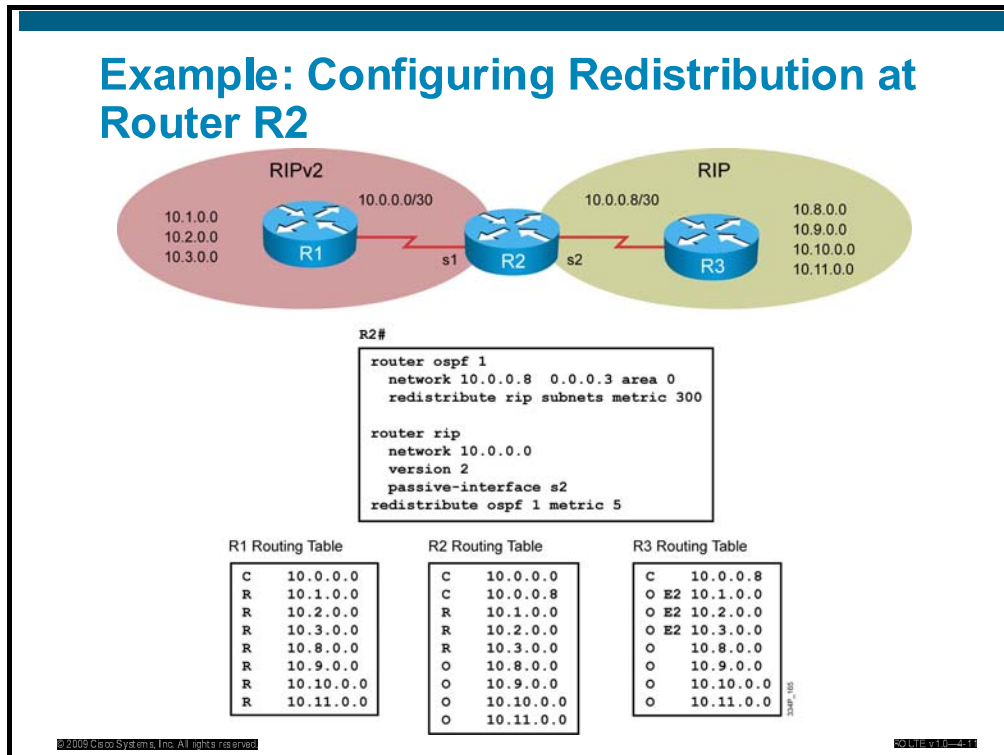 Example: Configuring Redistribution at
Router R2
RIPv2
RIP
10.0.0.0/30
10.0.0.8/30
10.1.0.0
10.2.0.0
10.3.0.0
R1
s1
R2
s2
R3
10.8.0.0
10.9.0.0
10.10.0.0
10.11.0.0
R2#
router ospf 1
network 10.0.0.8 0.0.0.3 area 0
redistribute rip subnets metric 300
router rip
network 10.0.0.0
version 2
passive-interface s2
redistribute ospf 1 metric 5
R1 Routing Table
C 10.0.0.0
R 10.1.0.0
R 10.2.0.0
R 10.3.0.0
R 10.8.0.0
R 10.9.0.0
R 10.10.0.0
R 10.11.0.0
R2 Routing Table
C 10.0.0.0
C 10.0.0.8
R 10.1.0.0
R 10.2.0.0
R 10.3.0.0
O 10.8.0.0
O 10.9.0.0
O 10.10.0.0
O 10.11.0.0
R3 Routing Table
C 10.0.0.8
O E2 10.1.0.0
O E2 10.2.0.0
O E2 10.3.0.0
O 10.8.0.0
O 10.9.0.0
O 10.10.0.0
O 10.11.0.0
334P_165
© 2009 Cisco Systems, Inc. All rights reserved.
v1.0—4-11